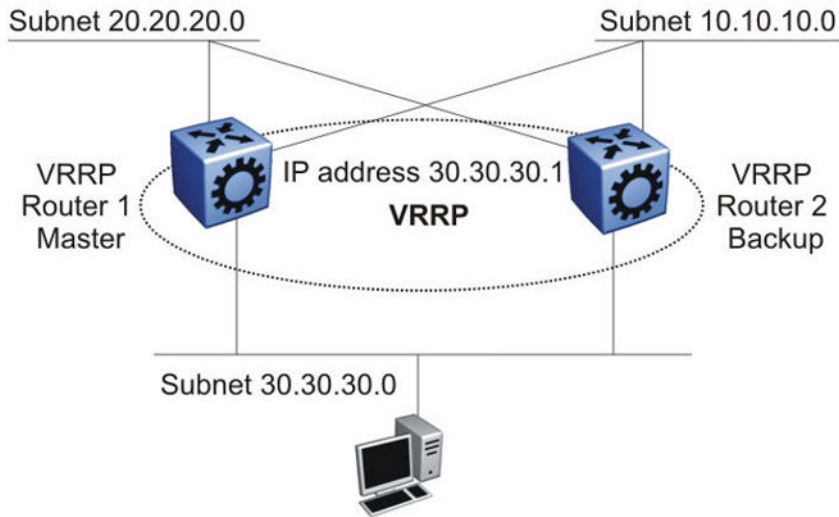 Subnet 20.20.20.0
Subnet 10.10.10.0
VRRP
Router 1
Master
IP address 30.30.30.1
VRRP
VRRP
Router 2
Backup
Subnet 30.30.30.0